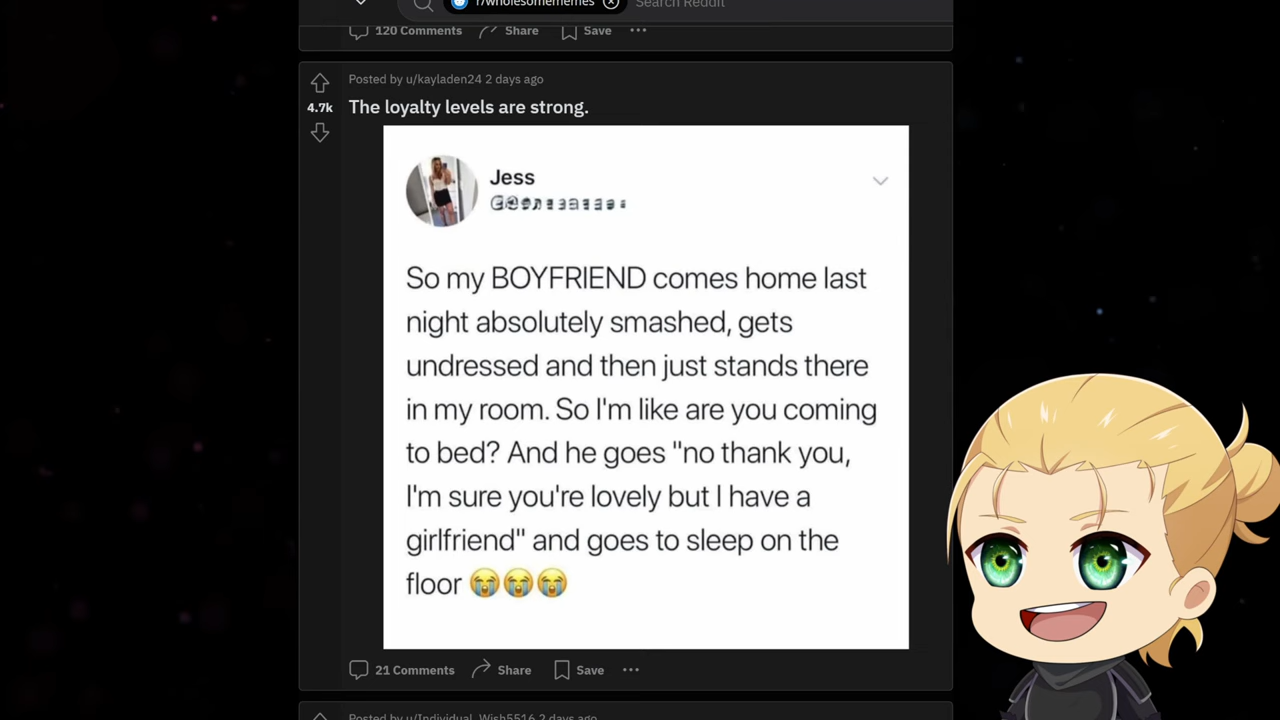 r/wholesomememes Search Reddit
120 Comments Share Save
Posted by u/kayladen24 2 days ago
4.7k The loyalty levels are strong.
Jess
So my BOYFRIEND comes home last
night absolutely smashed, gets
undressed and then just stands there
in my room. So I'm like are you coming
to bed? And he goes "no thank you,
I'm sure you're lovely but I have a
girlfriend" and goes to sleep on the
floor 😭😭😭
21 Comments Share Save
Posted by u/Individual_Wish5516 2 days ago